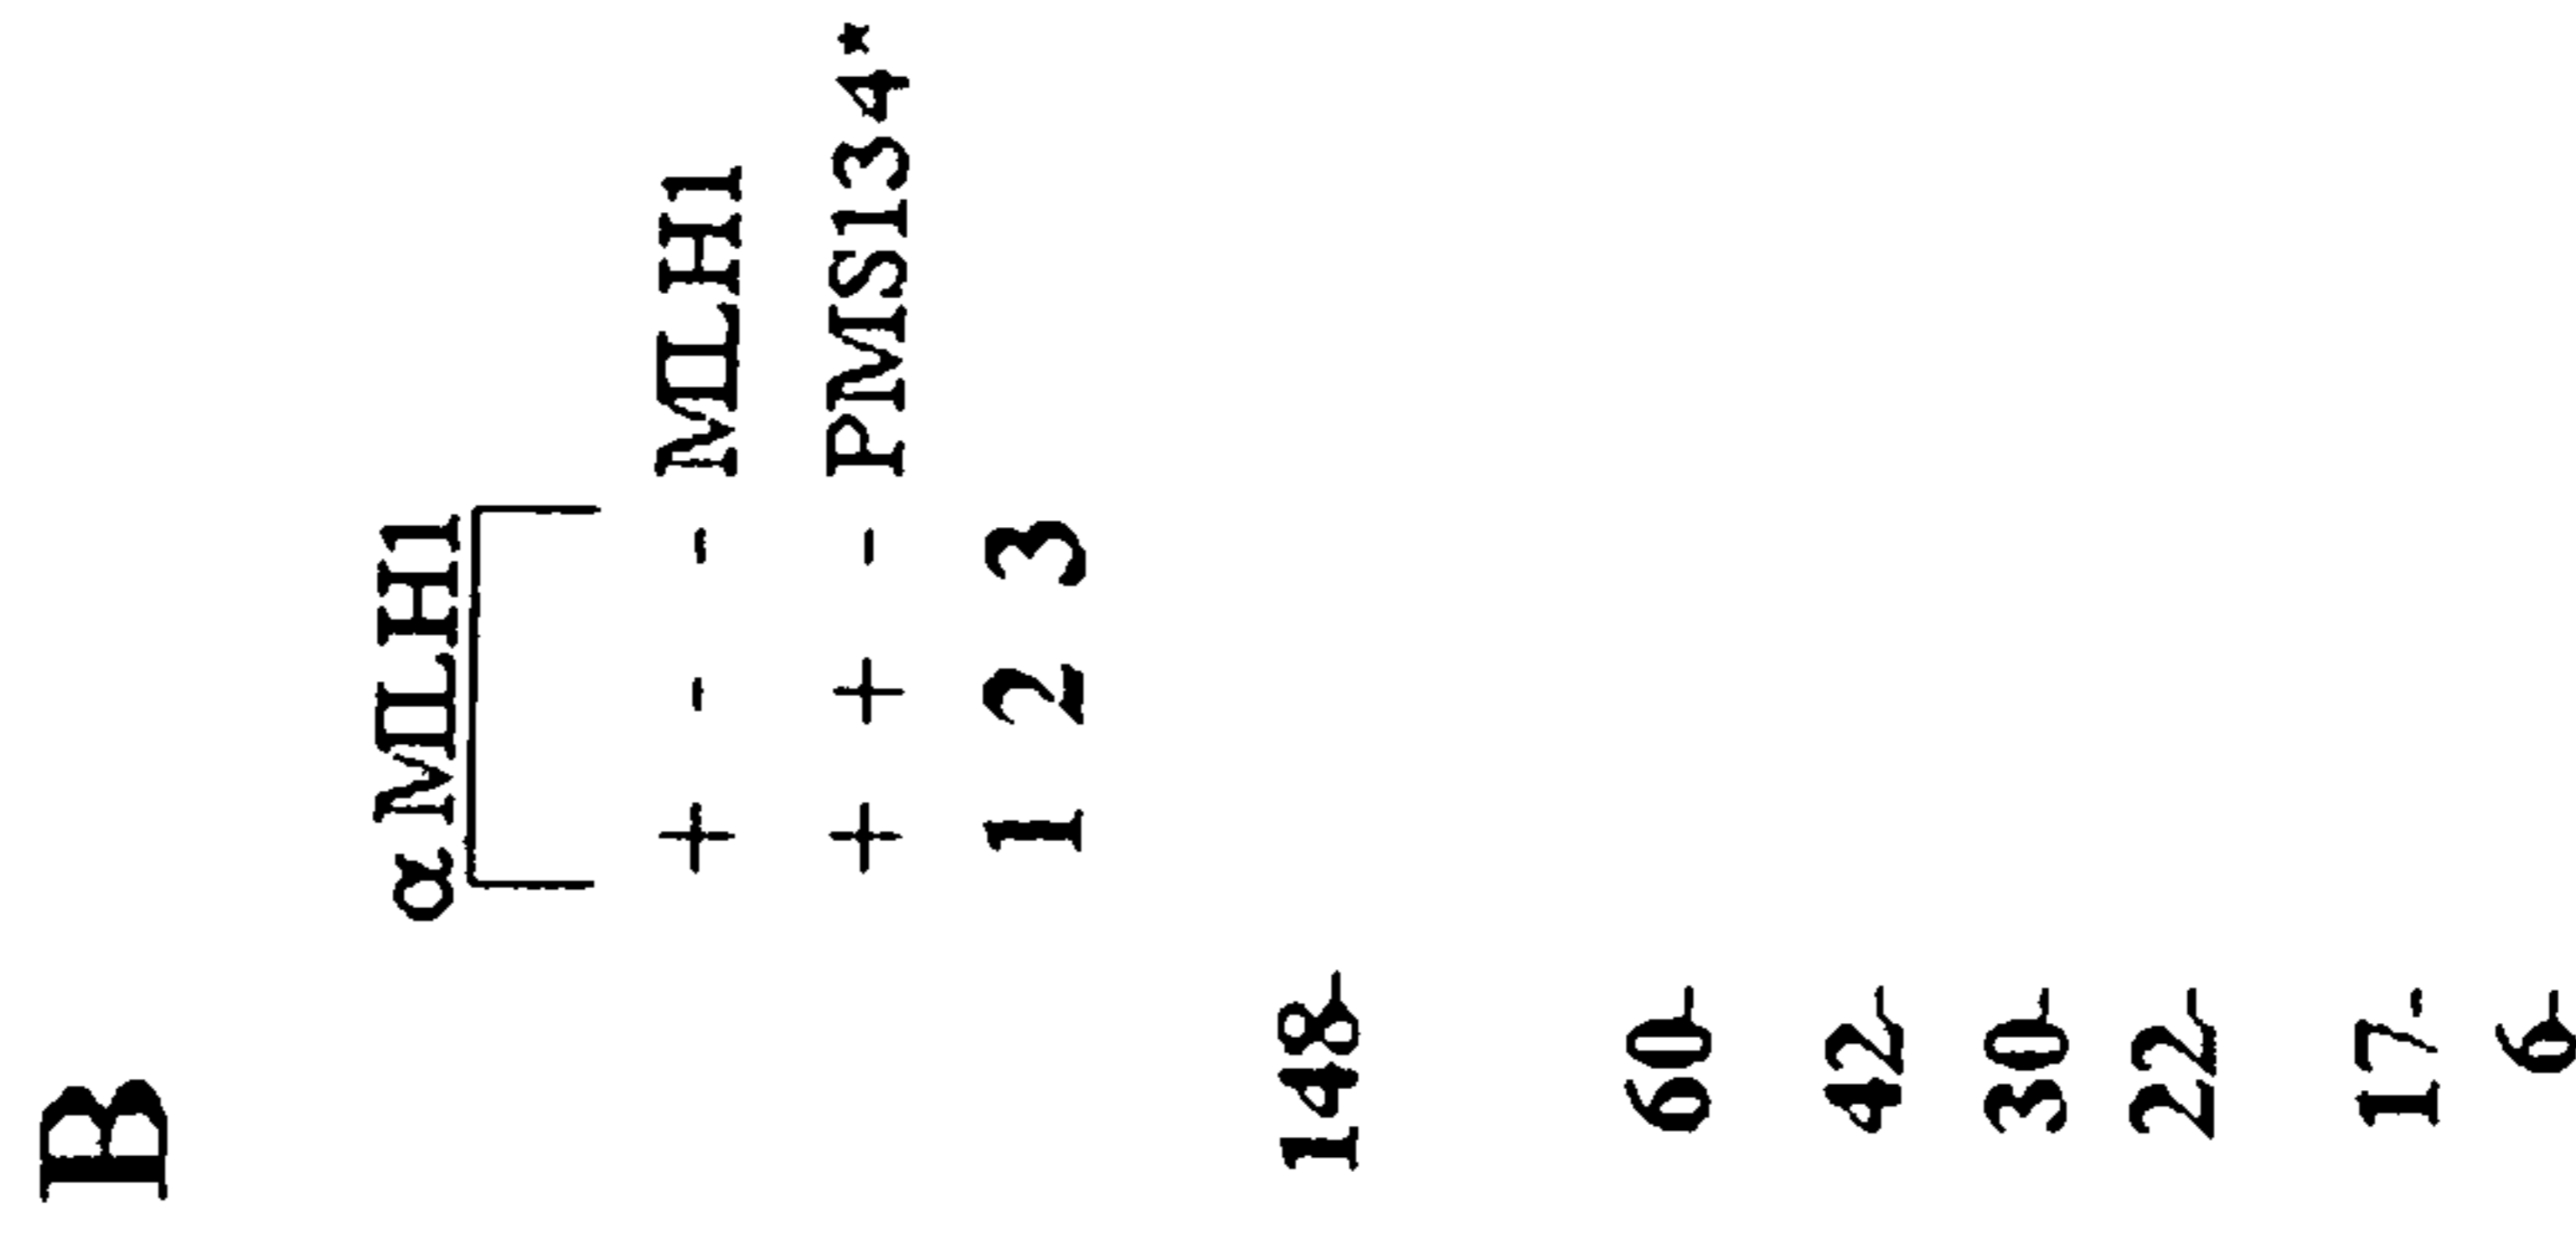 B
α MLH1
+ - - MLH1
+ + - PMS134*
1 2 3
148-
60-
42-
30-
22-
17-
6-